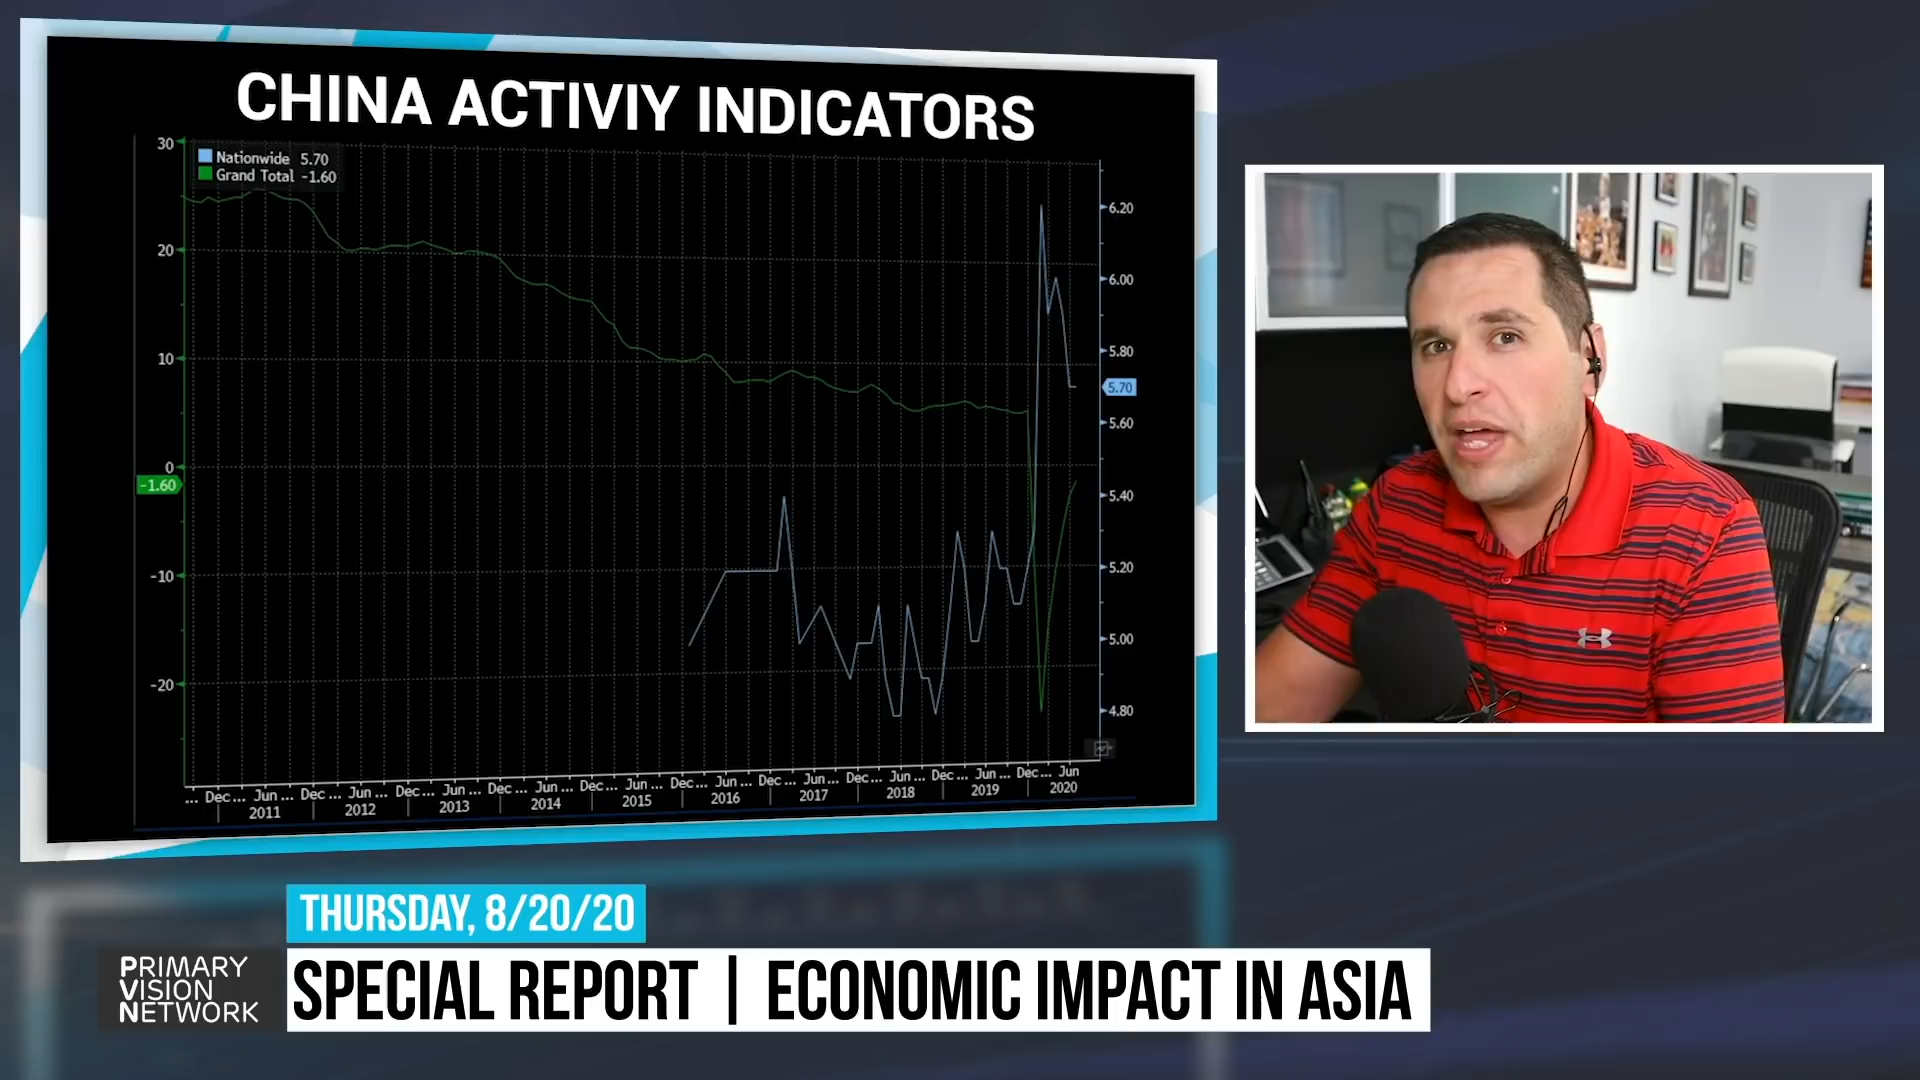 CHINA ACTIVIY INDICATORS
Nationwide 5.70
Grand Total -1.60
30
20
10
0
-1.60
-10
-20
6.20
6.00
5.80
5.70
5.60
5.40
5.20
5.00
4.80
... Dec ... Jun ... Dec ... Jun ... Dec ... Jun ... Dec ... Jun ... Dec ... Jun ... Dec ... Jun ... Dec ... Jun ... Dec ... Jun ... Dec ... Jun ... Dec ... Jun
2011 2012 2013 2014 2015 2016 2017 2018 2019 2020
THURSDAY, 8/20/20
PRIMARY
VISION
NETWORK
SPECIAL REPORT | ECONOMIC IMPACT IN ASIA